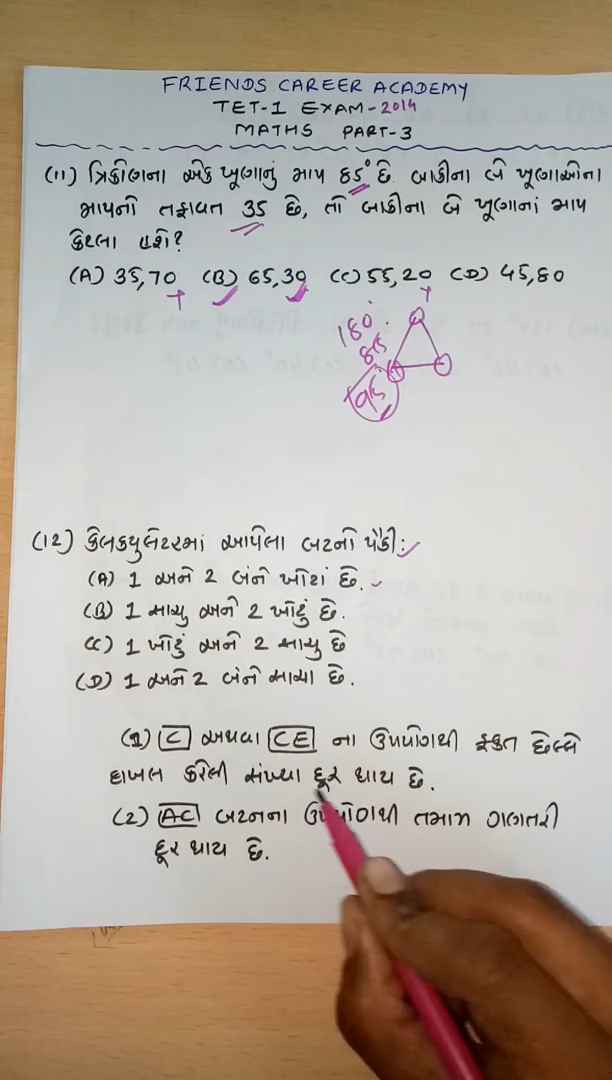 FRIENDS CAREER ACADEMY
TET-1 EXAM-2014
MATHS PART-3
(11) ત્રિકોણના એક ખૂણાનું માપ 85° છે. બાકીના બે ખૂણાઓના
માપનો તફાવત 35 છે, તો બાકીના બે ખૂણાનાં માપ
કેટલા હશે?
(A) 35,70 (B) 65,30 (C) 55,20 (D) 45,80
180°
85
95
(12) કેલક્યુલેટરમાં આપેલા બટનો પૈકી:
(A) 1 અને 2 બંને ખોટાં છે.
(B) 1 સાચુ અને 2 ખોટું છે.
(C) 1 ખોટું અને 2 સાચુ છે
(D) 1 અને 2 બંને સાચા છે.
(1) C અથવા CE ના ઉપયોગથી ફક્ત છેલ્લે
દાખલ કરેલી સંખ્યા દૂર થાય છે.
(2) AC બટનના ઉપયોગથી તમામ ગણતરી
દૂર થાય છે.